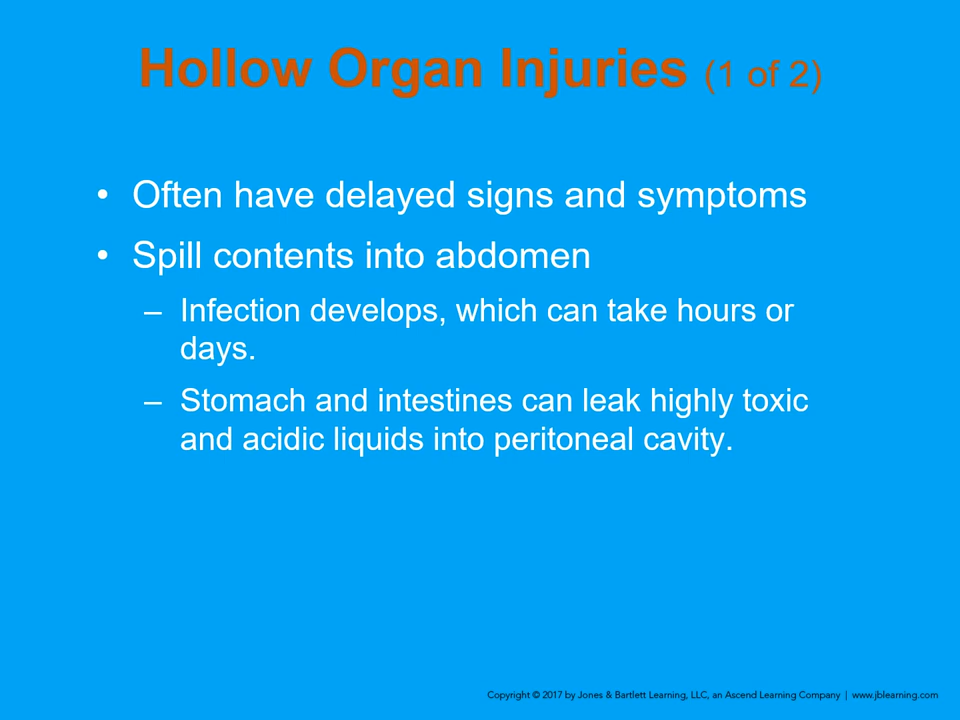 Hollow Organ Injuries (1 of 2)
• Often have delayed signs and symptoms
• Spill contents into abdomen
– Infection develops, which can take hours or
days.
– Stomach and intestines can leak highly toxic
and acidic liquids into peritoneal cavity.
Copyright © 2017 by Jones & Bartlett Learning, LLC, an Ascend Learning Company | www.jblearning.com